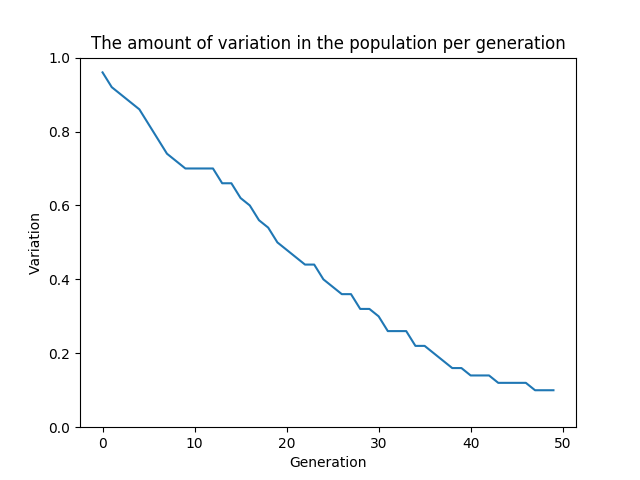 The amount of variation in the population per generation
1.0
0.8
0.6
0.4
0.2
0.0
Variation
0 10 20 30 40 50
Generation